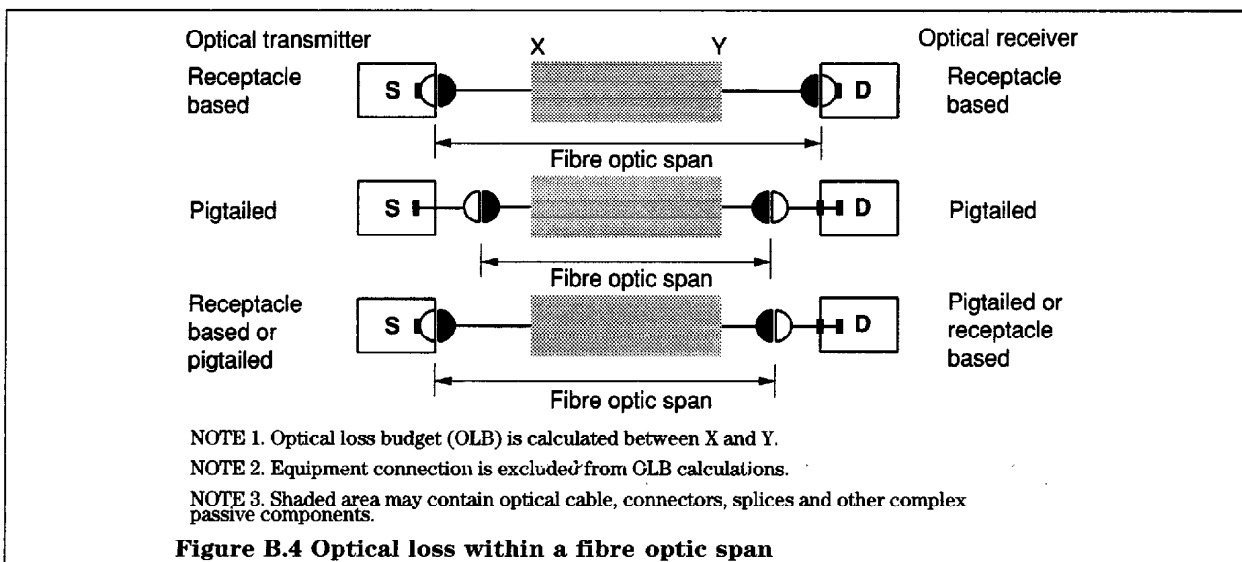 Optical transmitter
X
Y
Optical receiver
Receptacle
based
S
D
Receptacle
based
Fibre optic span
Pigtailed
S
D
Pigtailed
Fibre optic span
Receptacle
based or
pigtailed
S
D
Pigtailed or
receptacle
based
Fibre optic span
NOTE 1. Optical loss budget (OLB) is calculated between X and Y.
NOTE 2. Equipment connection is excluded from OLB calculations.
NOTE 3. Shaded area may contain optical cable, connectors, splices and other complex
passive components.
Figure B.4 Optical loss within a fibre optic span